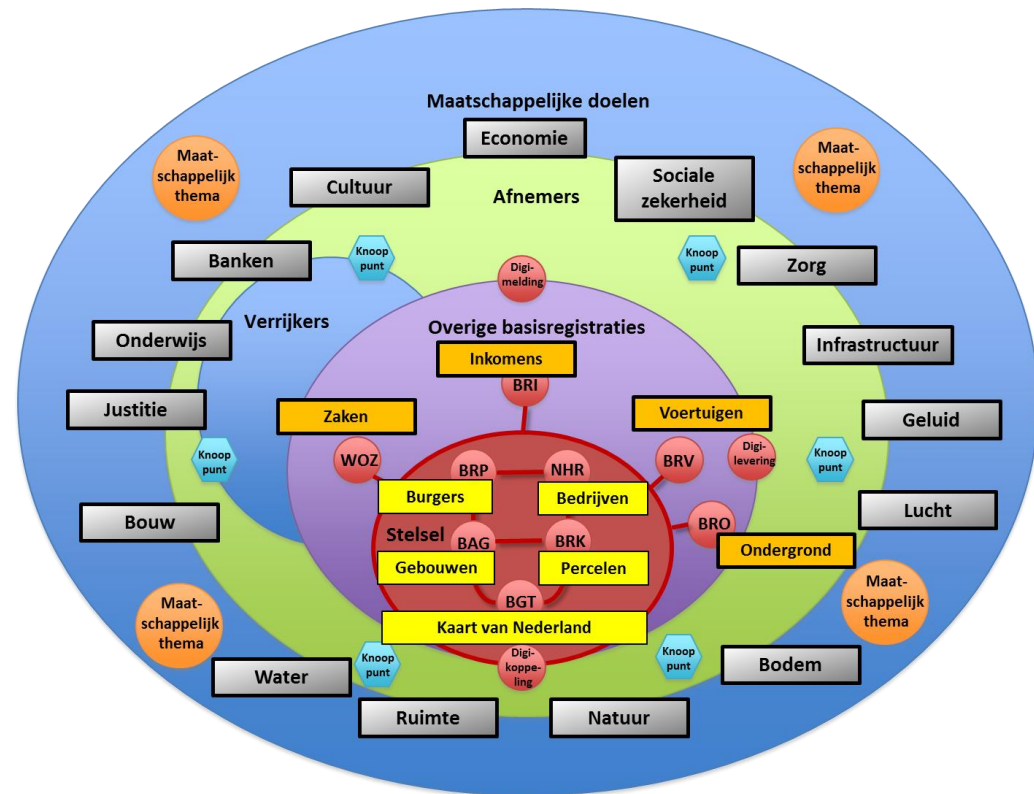 Maatschappelijke doelen
Economie
Maat-
schappelijk
thema
Maat-
schappelijk
thema
Cultuur
Afnemers
Sociale
zekerheid
Banken
Knoop
punt
Knoop
punt
Zorg
Digi-
melding
Verrijkers
Overige basisregistraties
Onderwijs
Infrastructuur
Inkomens
BRI
Justitie
Zaken
Voertuigen
Geluid
Knoop
punt
WOZ
BRP
NHR
BRV
Digi-
levering
Knoop
punt
Burgers
Bedrijven
Lucht
Bouw
Stelsel
BAG
BRK
BRO
Ondergrond
Gebouwen
Percelen
Maat-
schappelijk
thema
BGT
Maat-
schappelijk
thema
Kaart van Nederland
Knoop
punt
Digi-
koppe-
ling
Knoop
punt
Water
Bodem
Ruimte
Natuur